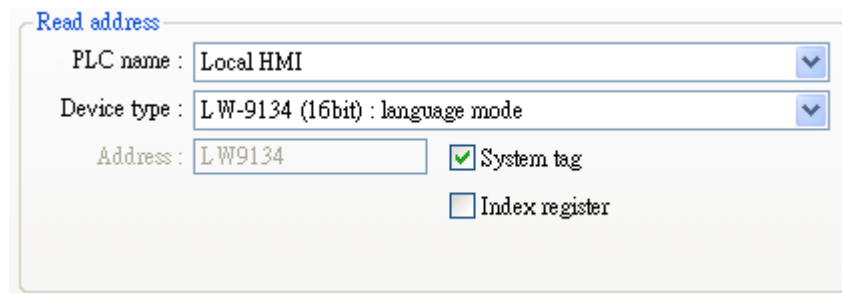 Read address
PLC name : Local HMI
Device type : LW-9134 (16bit) : language mode
Address : LW9134 System tag
Index register